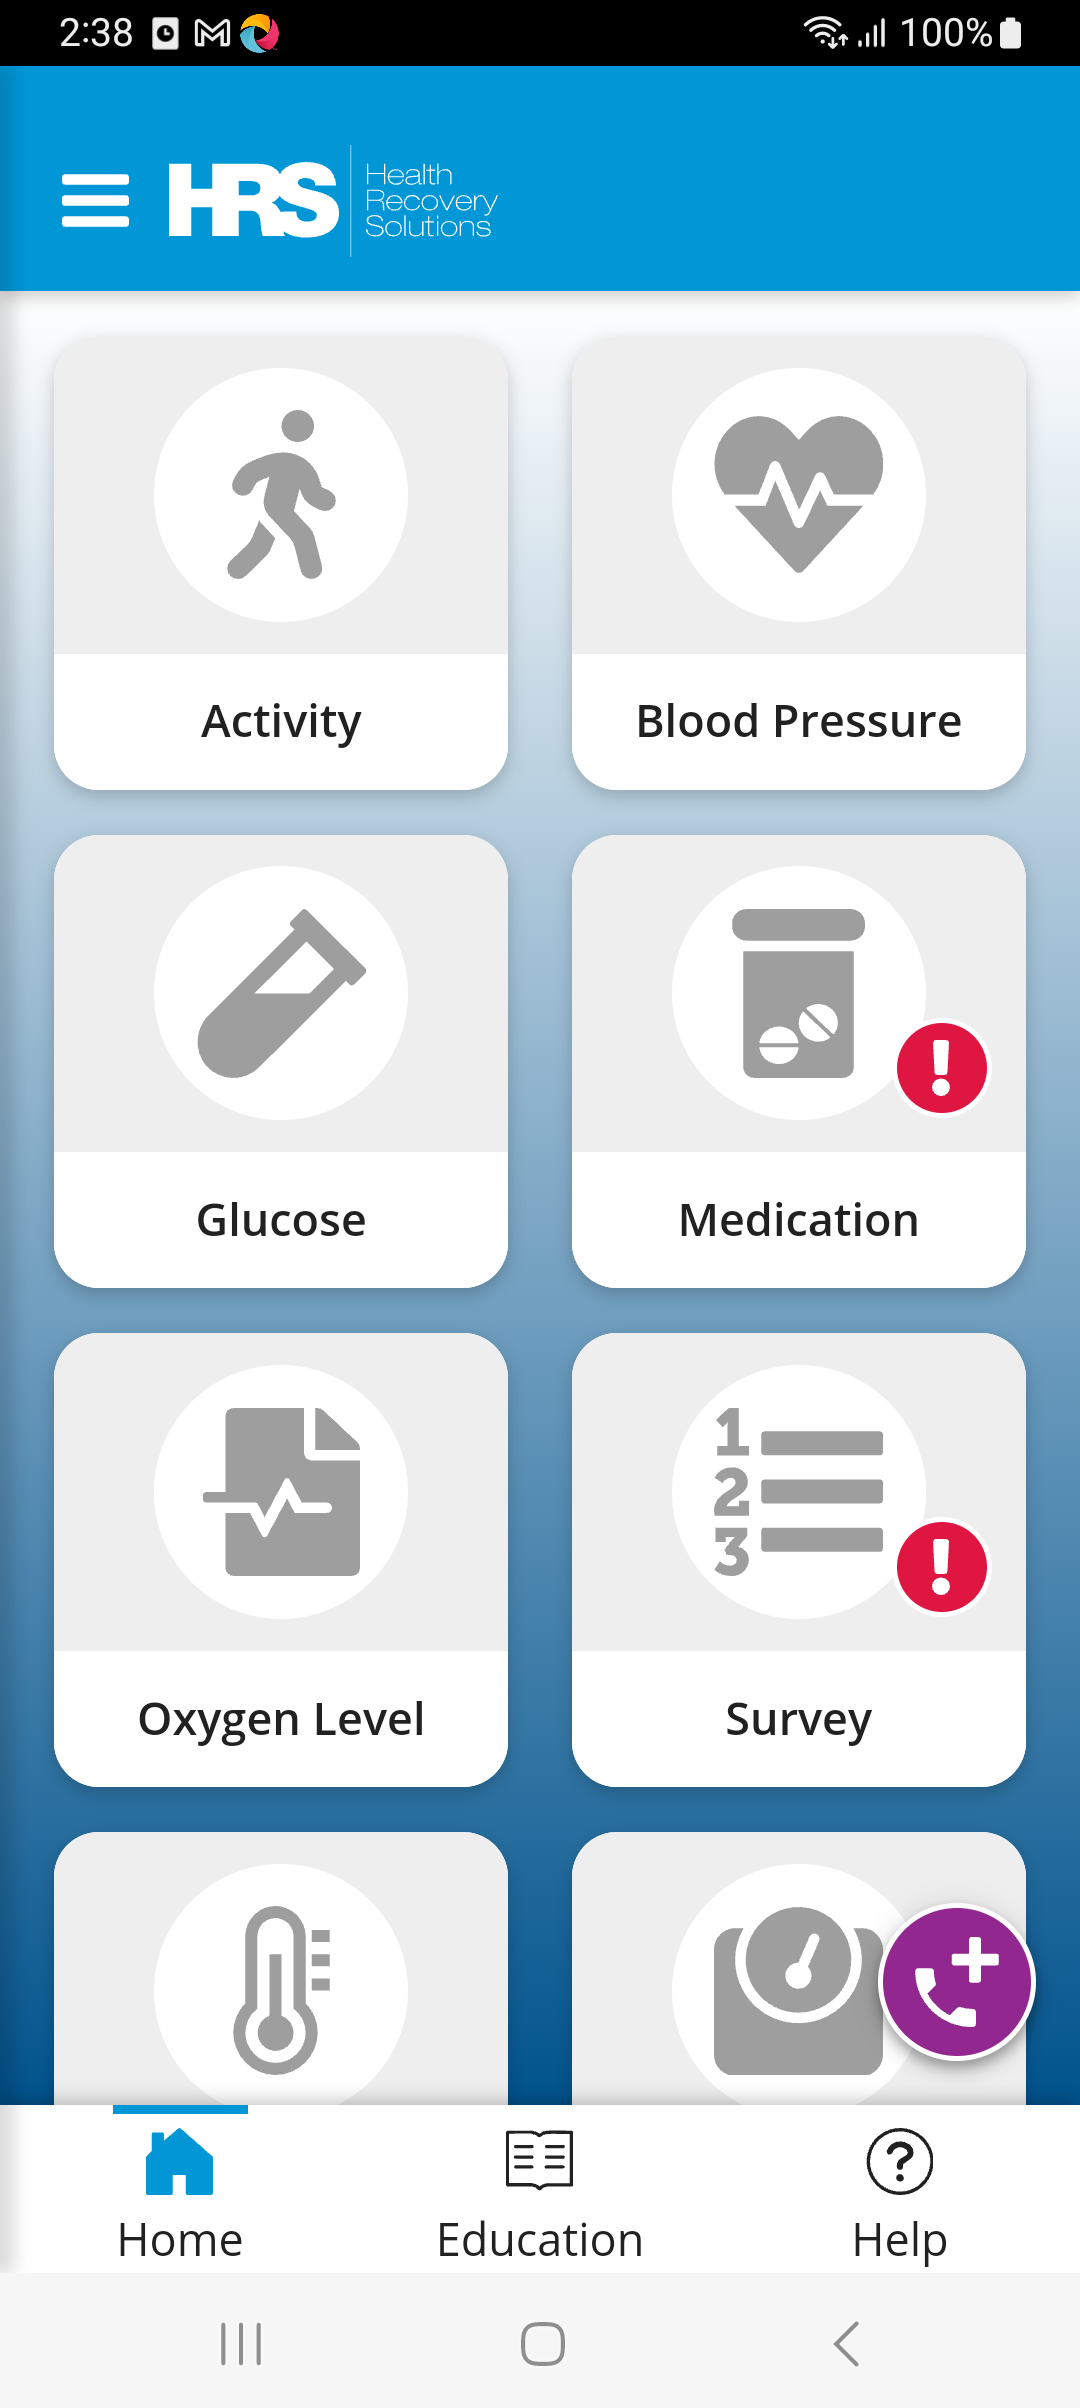 2:38
100%
HRS
Health
Recovery
Solutions
Activity
Blood Pressure
Glucose
Medication
Oxygen Level
1
2
3
Survey
Home
Education
Help